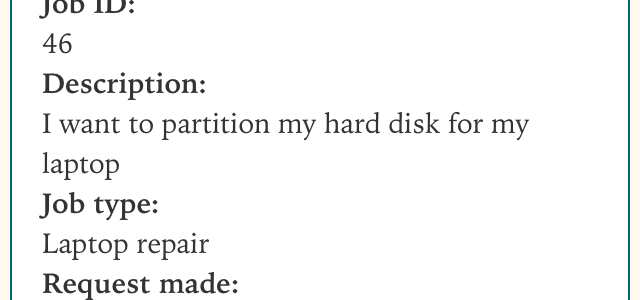 Job ID:
46
Description:
I want to partition my hard disk for my
laptop
Job type:
Laptop repair
Request made: